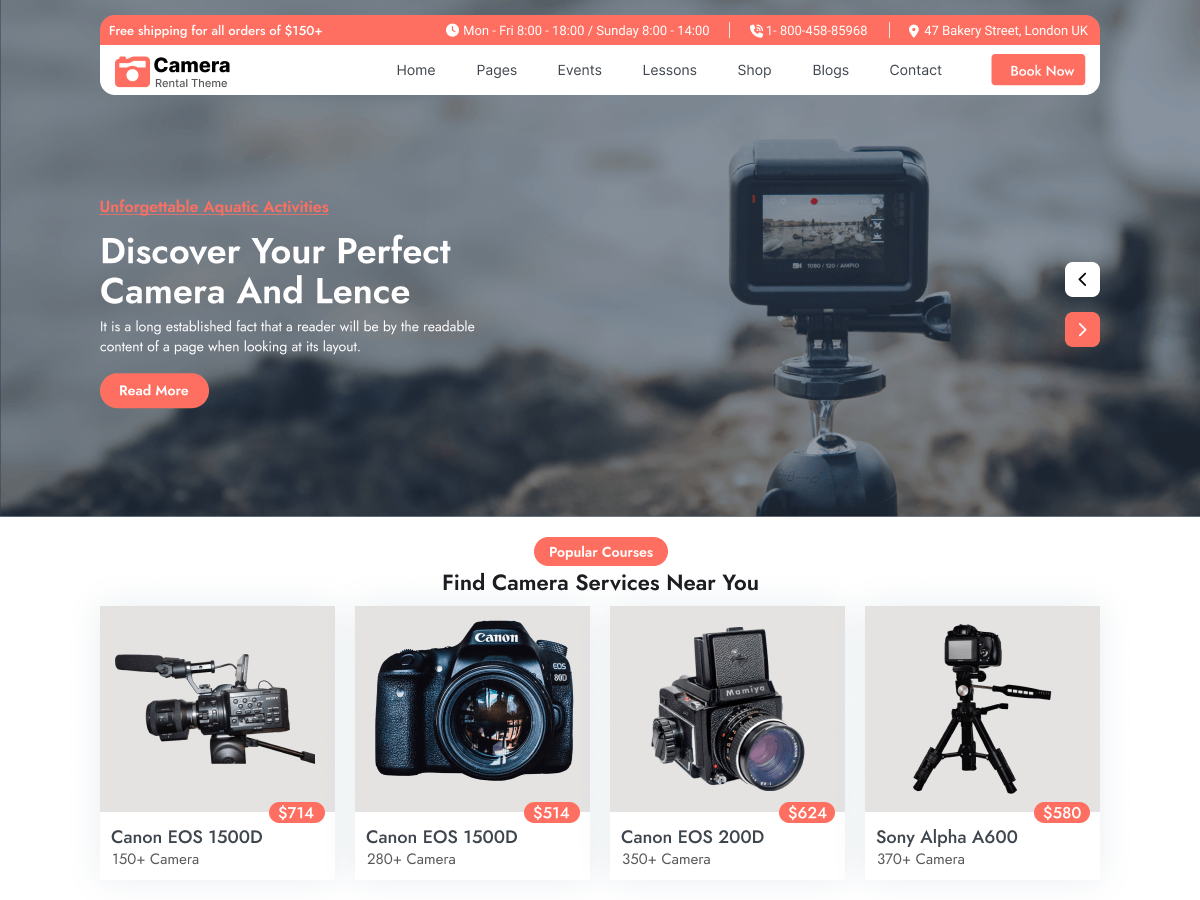 Free shipping for all orders of $150+
Mon - Fri 8:00 - 18:00 / Sunday 8:00 - 14:00
1- 800-458-85968
47 Bakery Street, London UK
Camera
Rental Theme
Home
Pages
Events
Lessons
Shop
Blogs
Contact
Book Now
1080 / 120 / AMPIO
Unforgettable Aquatic Activities
Discover Your Perfect
Camera And Lence
It is a long established fact that a reader will be by the readable
content of a page when looking at its layout.
Read More
Popular Courses
Find Camera Services Near You
Canon
EOS
80D
Mamiya
$714
$514
$624
$580
Canon EOS 1500D
Canon EOS 1500D
Canon EOS 200D
Sony Alpha A600
150+ Camera
280+ Camera
350+ Camera
370+ Camera